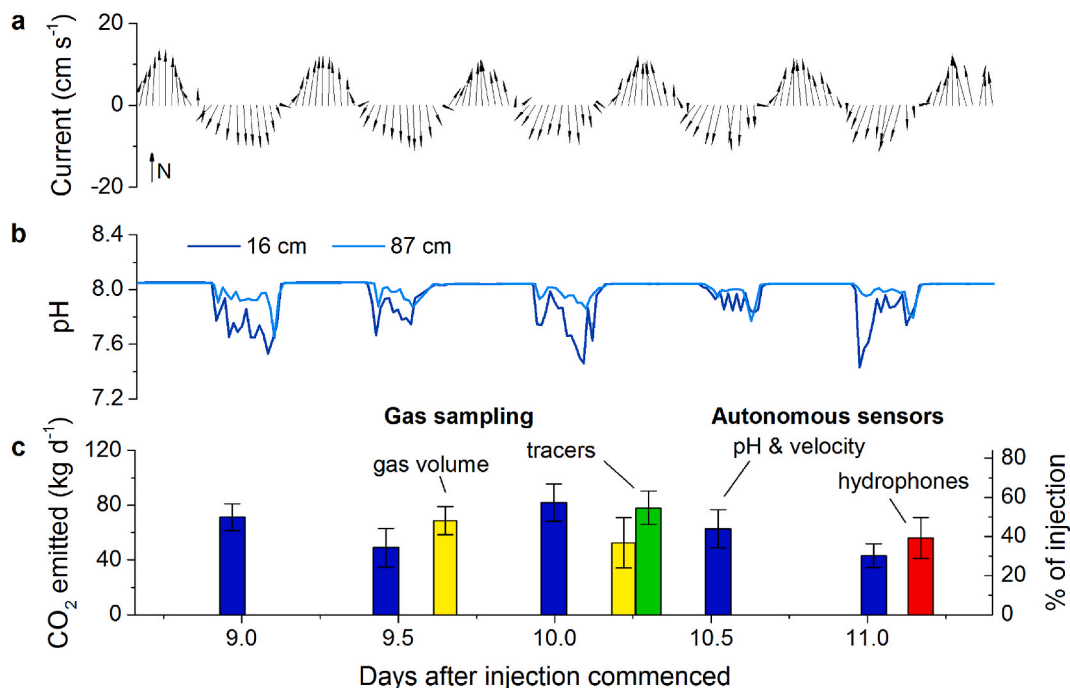 a
Current (cm s⁻¹)
20
0
-20
N
b
pH
8.4
8.0
7.6
7.2
16 cm
87 cm
Gas sampling
Autonomous sensors
c
CO₂ emitted (kg d⁻¹)
120
80
40
0
gas volume
tracers
pH & velocity
hydrophones
80
60
40
20
0
% of injection
9.0
9.5
10.0
10.5
11.0
Days after injection commenced